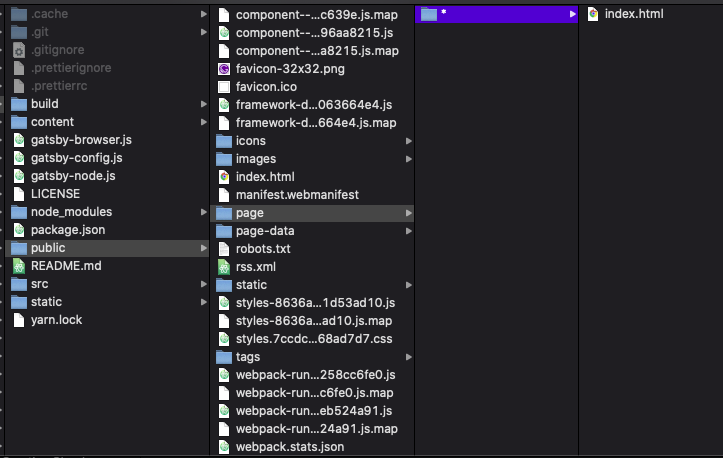 .cache
.git
.gitignore
.prettierignore
.prettierrc
build
content
gatsby-browser.js
gatsby-config.js
gatsby-node.js
LICENSE
node_modules
package.json
public
README.md
src
static
yarn.lock
component--...c639e.js.map
component--...96aa8215.js
component--...a8215.js.map
favicon-32x32.png
favicon.ico
framework-d...063664e4.js
framework-d...664e4.js.map
icons
images
index.html
manifest.webmanifest
page
page-data
robots.txt
rss.xml
static
styles-8636a...1d53ad10.js
styles-8636a...ad10.js.map
styles.7ccdc...68ad7d7.css
tags
webpack-run...258cc6fe0.js
webpack-run...c6fe0.js.map
webpack-run...eb524a91.js
webpack-run...24a91.js.map
webpack.stats.json
*
index.html